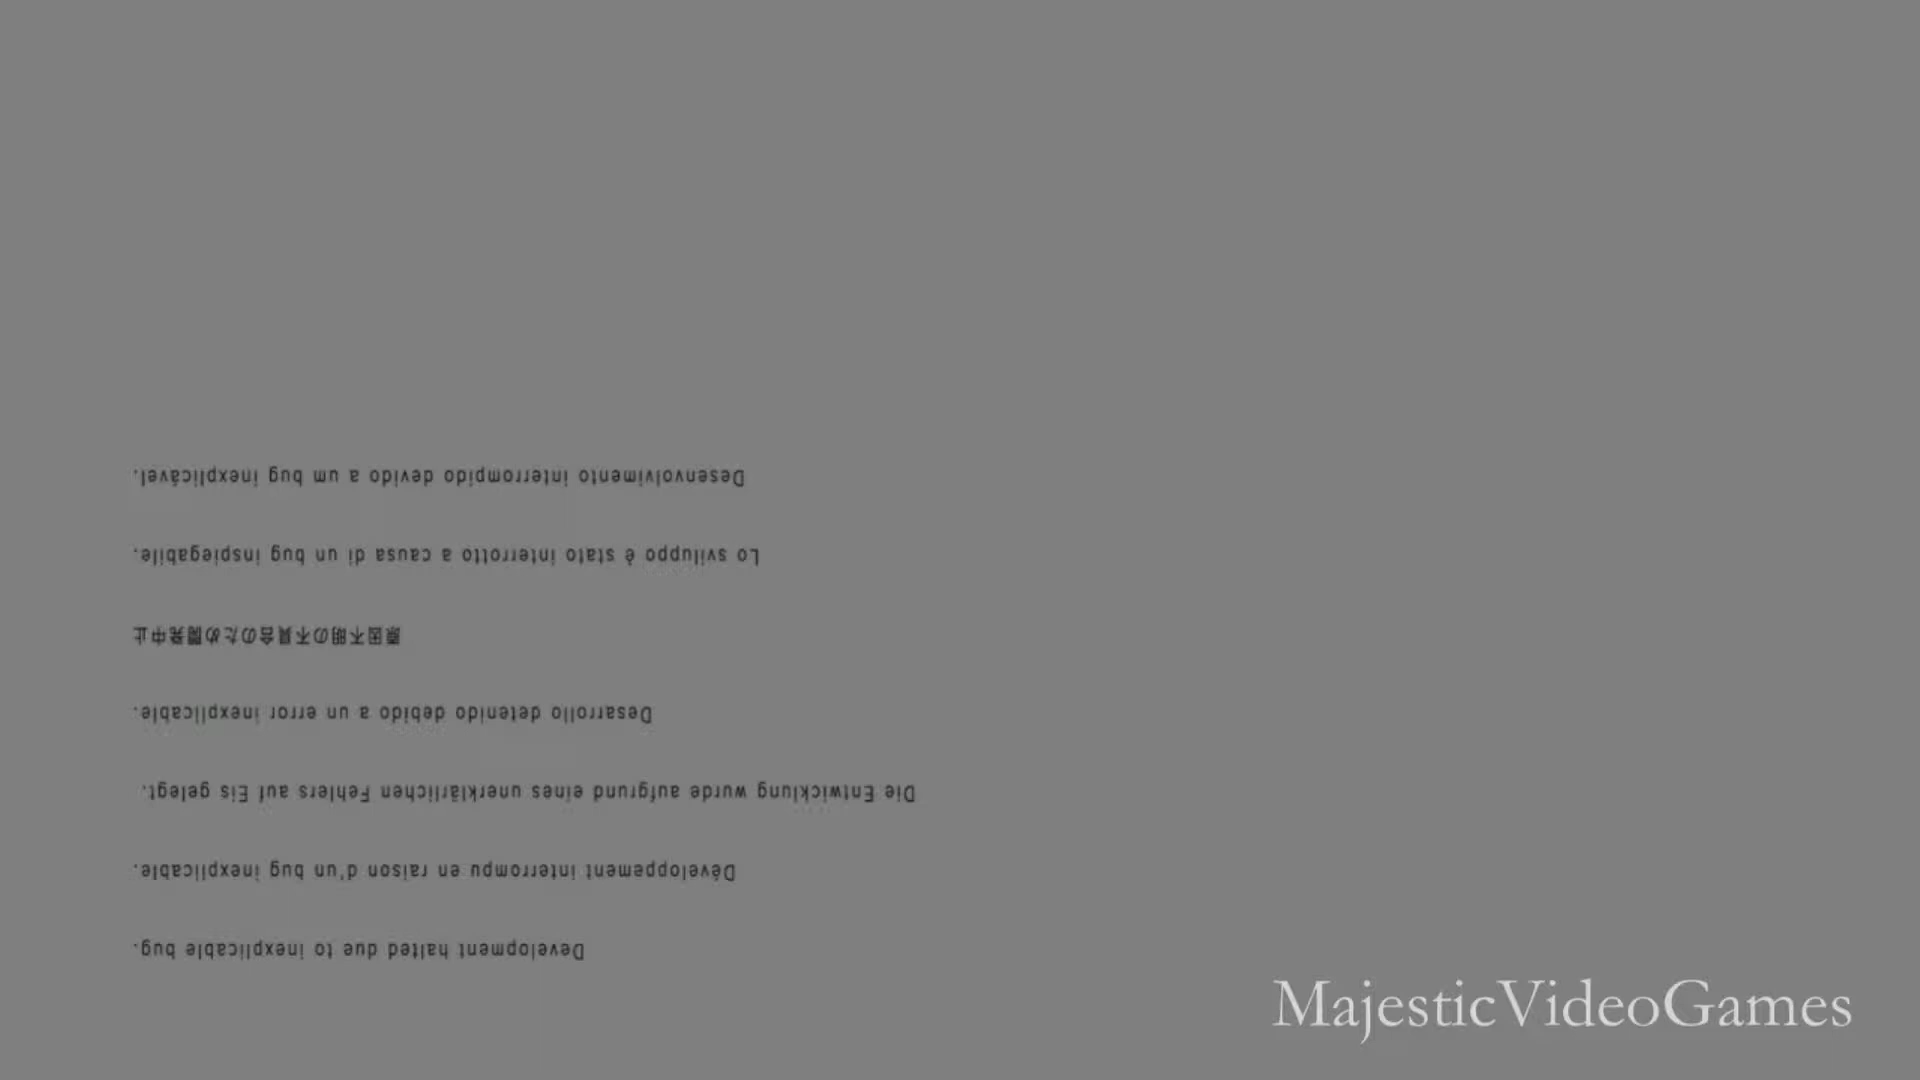 Development halted due to inexplicable bug.
Développement interrompu en raison d'un bug inexplicable.
Die Entwicklung wurde aufgrund eines unerklärlichen Fehlers auf Eis gelegt.
Desarrollo detenido debido a un error inexplicable.
原因不明の不具合のため開発中止
Lo sviluppo è stato interrotto a causa di un bug inspiegabile.
Desenvolvimento interrompido devido a um bug inexplicável.
MajesticVideoGames